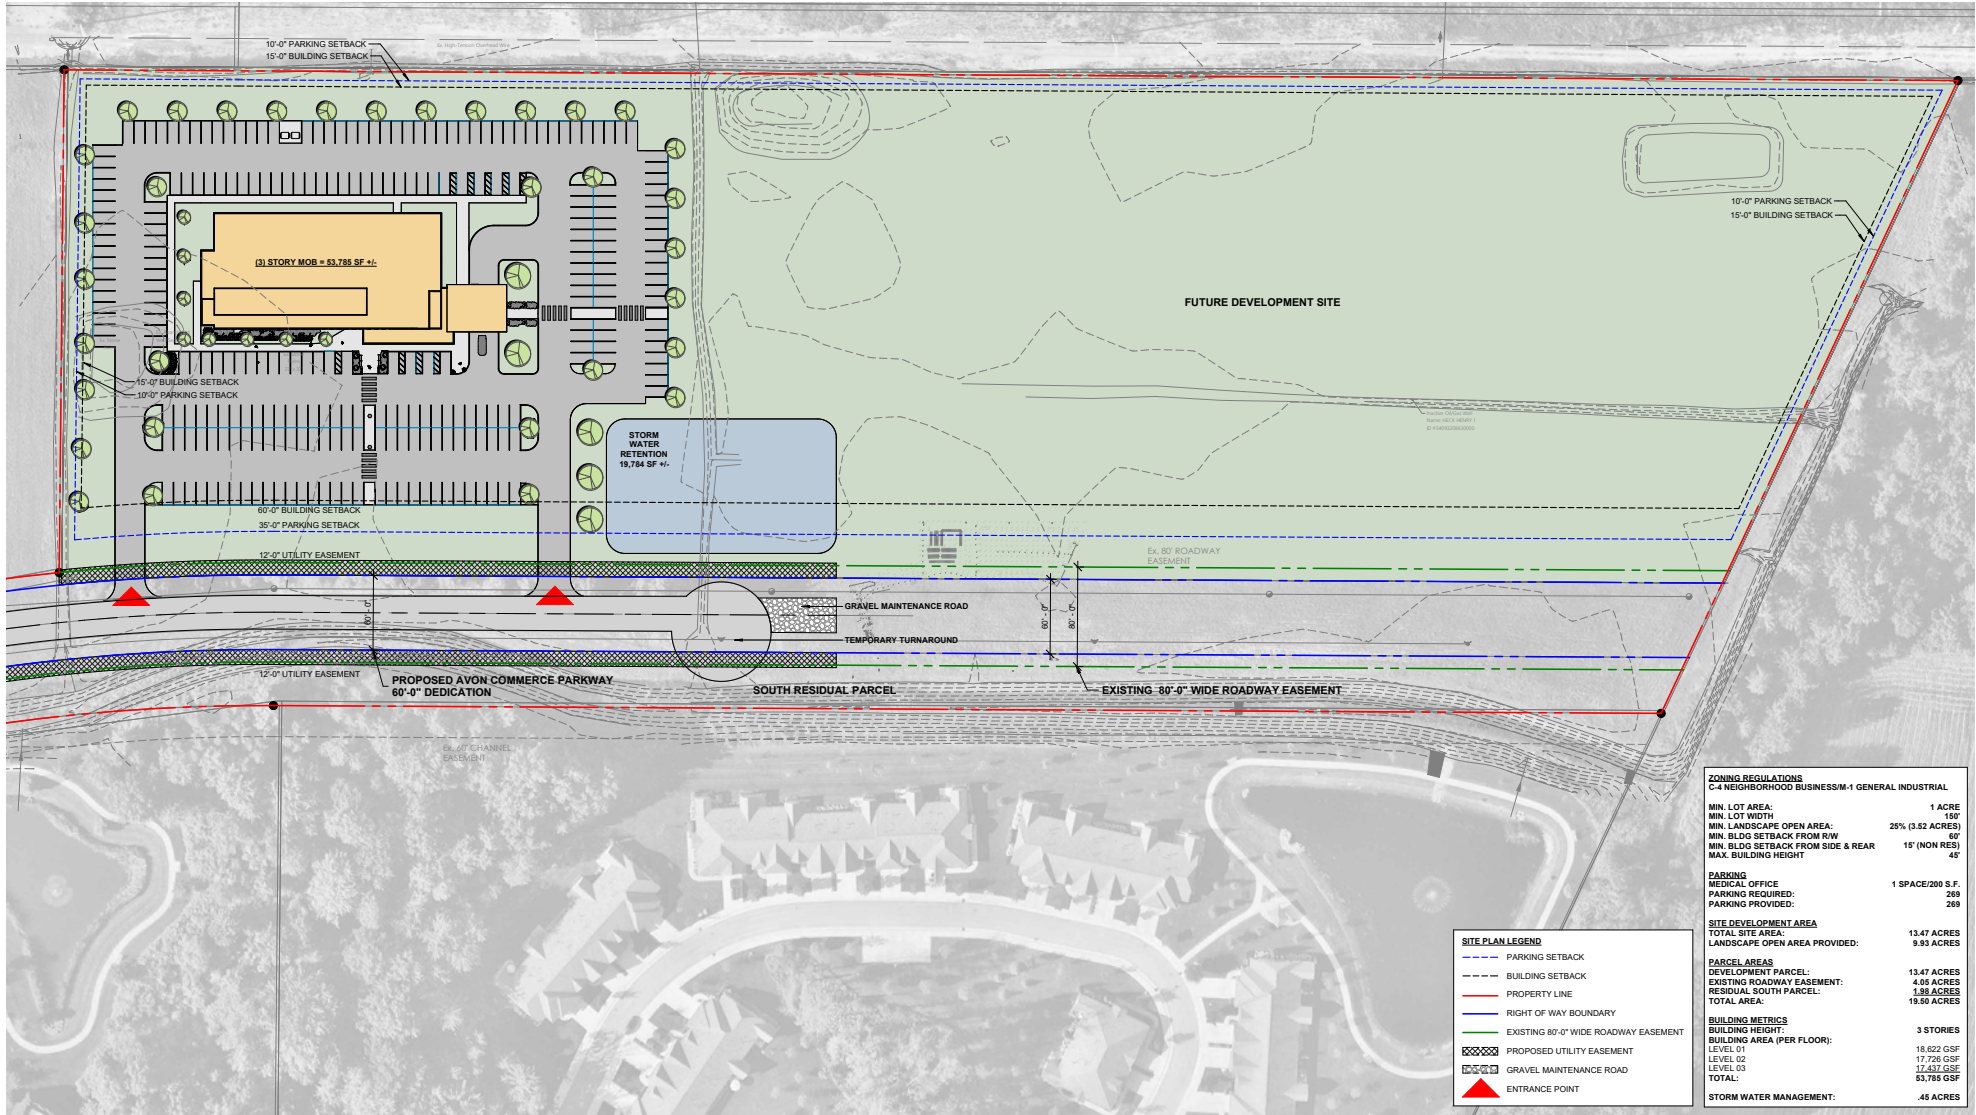 10'-0" PARKING SETBACK
15'-0" BUILDING SETBACK
Ex. High-Tension Overhead Wire
10'-0" PARKING SETBACK
15'-0" BUILDING SETBACK
(3) STORY MOB = 53,785 SF +/-
FUTURE DEVELOPMENT SITE
15'-0" BUILDING SETBACK
10'-0" PARKING SETBACK
Name: HECK HENRY 1
STORM
WATER
RETENTION
19,784 SF +/-
60'-0" BUILDING SETBACK
35'-0" PARKING SETBACK
12'-0" UTILITY EASEMENT
Ex. 80' ROADWAY
EASEMENT
60' - 0"
60' - 0"
80' - 0"
GRAVEL MAINTENANCE ROAD
TEMPORARY TURNAROUND
12'-0" UTILITY EASEMENT
PROPOSED AVON COMMERCE PARKWAY
60'-0" DEDICATION
SOUTH RESIDUAL PARCEL
EXISTING 80'-0" WIDE ROADWAY EASEMENT
Ex. 60' CHANNEL
EASEMENT
SITE PLAN LEGEND
PARKING SETBACK
BUILDING SETBACK
PROPERTY LINE
RIGHT OF WAY BOUNDARY
EXISTING 80'-0" WIDE ROADWAY EASEMENT
PROPOSED UTILITY EASEMENT
GRAVEL MAINTENANCE ROAD
ENTRANCE POINT
ZONING REGULATIONS
C-4 NEIGHBORHOOD BUSINESS/M-1 GENERAL INDUSTRIAL
MIN. LOT AREA: 1 ACRE
MIN. LOT WIDTH 150'
MIN. LANDSCAPE OPEN AREA: 25% (3.52 ACRES)
MIN. BLDG SETBACK FROM R/W 60'
MIN. BLDG SETBACK FROM SIDE & REAR 15' (NON RES)
MAX. BUILDING HEIGHT 45'
PARKING
MEDICAL OFFICE 1 SPACE/200 S.F.
PARKING REQUIRED: 269
PARKING PROVIDED: 269
SITE DEVELOPMENT AREA
TOTAL SITE AREA: 13.47 ACRES
LANDSCAPE OPEN AREA PROVIDED: 9.93 ACRES
PARCEL AREAS
DEVELOPMENT PARCEL: 13.47 ACRES
EXISTING ROADWAY EASEMENT: 4.05 ACRES
RESIDUAL SOUTH PARCEL: 1.98 ACRES
TOTAL AREA: 19.50 ACRES
BUILDING METRICS
BUILDING HEIGHT: 3 STORIES
BUILDING AREA (PER FLOOR):
LEVEL 01 18,622 GSF
LEVEL 02 17,726 GSF
LEVEL 03 17,437 GSF
TOTAL: 53,785 GSF
STORM WATER MANAGEMENT: .45 ACRES